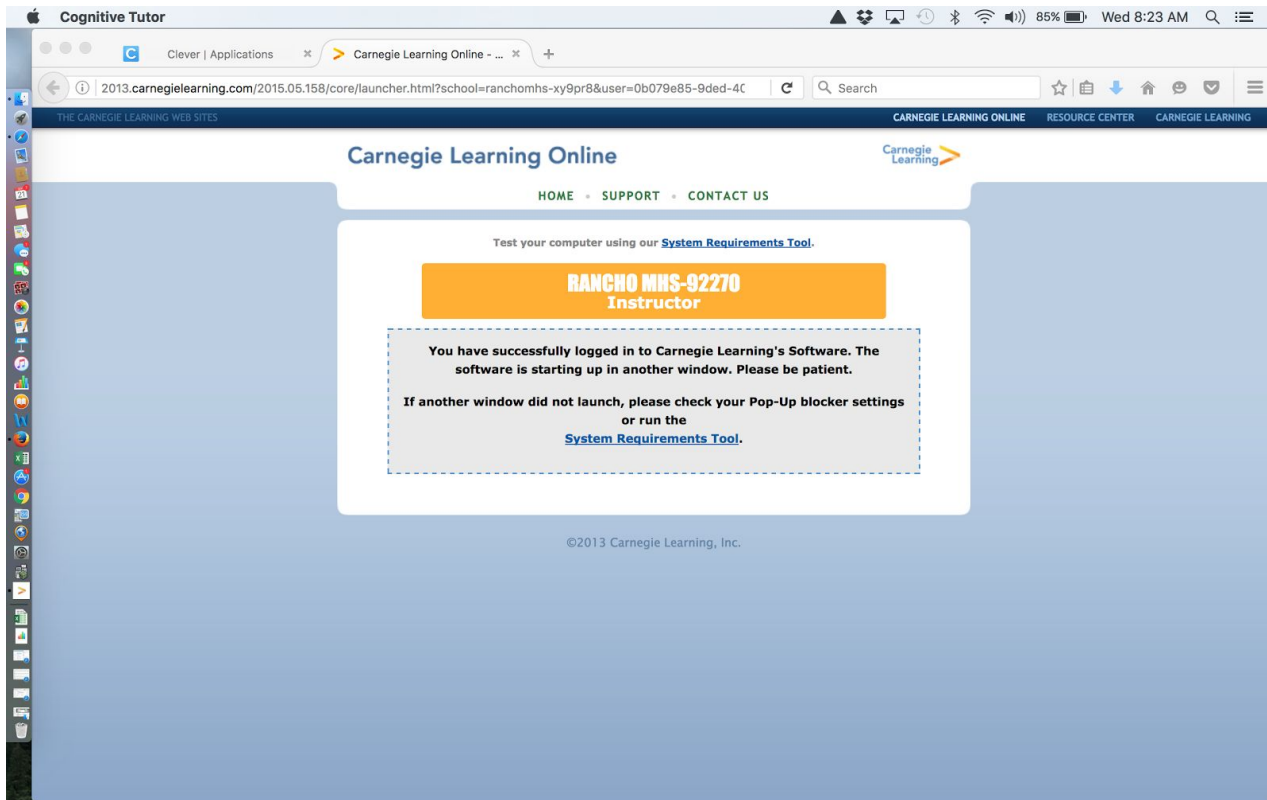 Cognitive Tutor
85%
Wed 8:23 AM
C
Clever | Applications
Carnegie Learning Online - ...
2013.carnegielearning.com/2015.05.158/core/launcher.html?school=ranchomhs-xy9pr8&user=0b079e85-9ded-4
Search
THE CARNEGIE LEARNING WEB SITES
CARNEGIE LEARNING ONLINE
RESOURCE CENTER
CARNEGIE LEARNING
Carnegie Learning Online
Carnegie
Learning
HOME
SUPPORT
CONTACT US
Test your computer using our System Requirements Tool.
RANCHO MHS-92270
Instructor
You have successfully logged in to Carnegie Learning's Software. The
software is starting up in another window. Please be patient.
If another window did not launch, please check your Pop-Up blocker settings
or run the
System Requirements Tool.
©2013 Carnegie Learning, Inc.
21